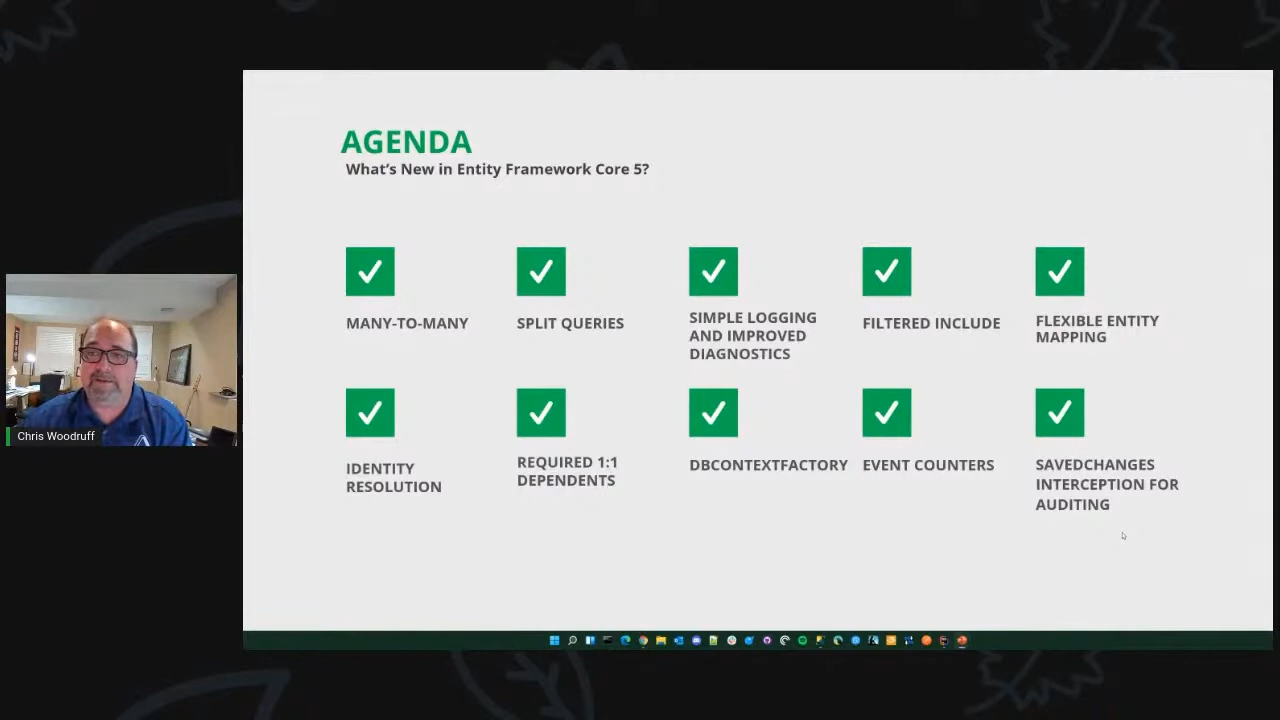 AGENDA
What's New in Entity Framework Core 5?
MANY-TO-MANY
SPLIT QUERIES
SIMPLE LOGGING
AND IMPROVED
DIAGNOSTICS
FILTERED INCLUDE
FLEXIBLE ENTITY
MAPPING
IDENTITY
RESOLUTION
REQUIRED 1:1
DEPENDENTS
DBCONTEXTFACTORY
EVENT COUNTERS
SAVEDCHANGES
INTERCEPTION FOR
AUDITING
Chris Woodruff